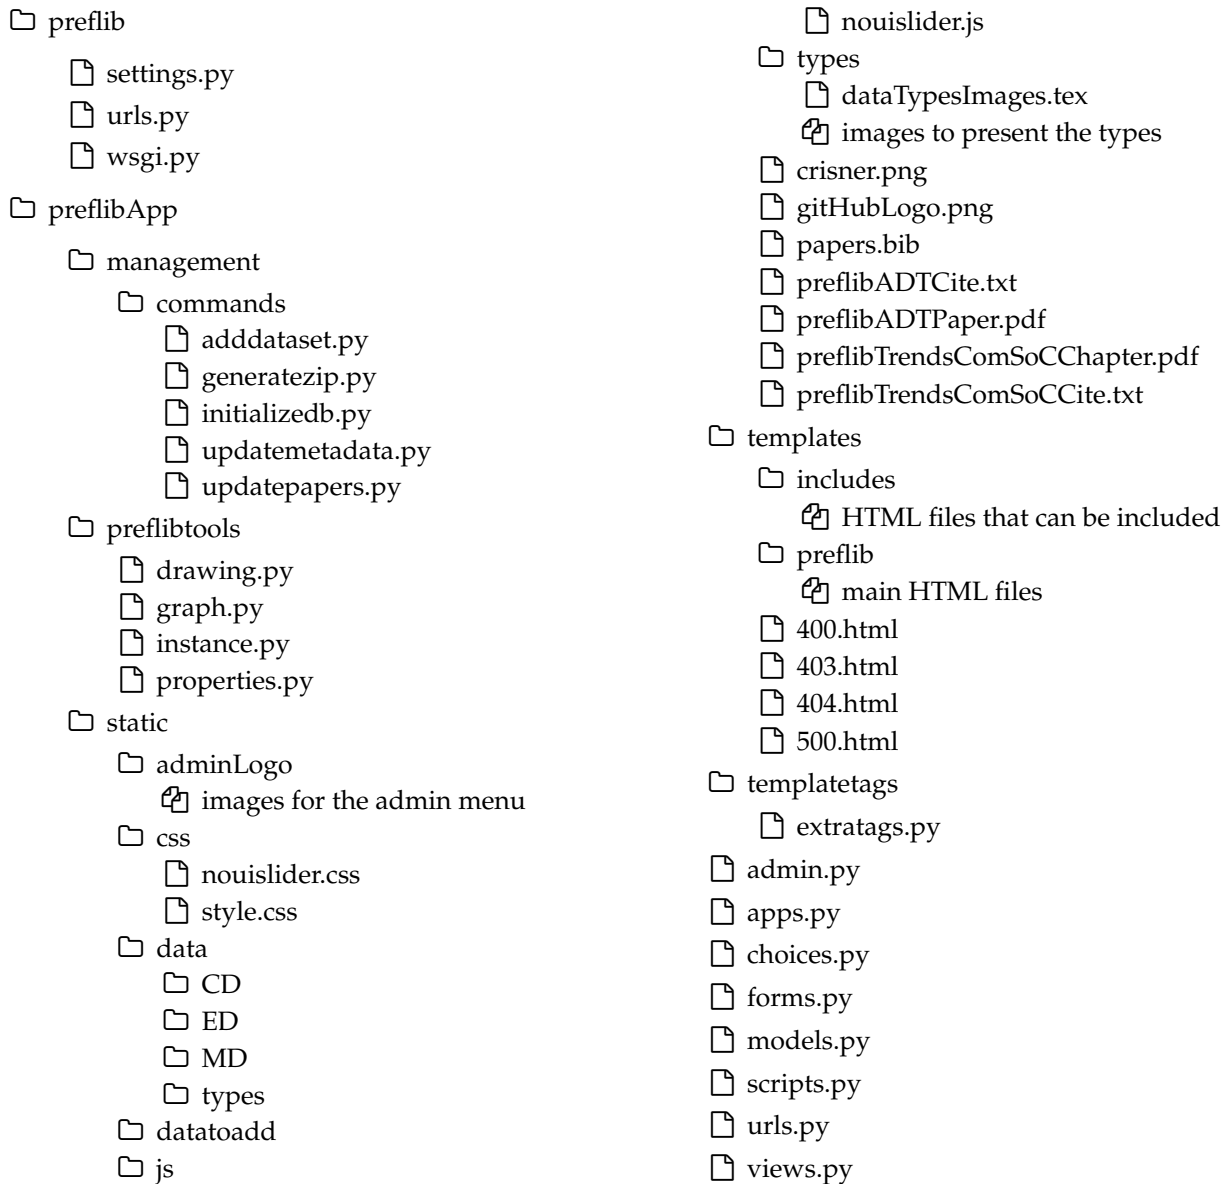 preflib
settings.py
urls.py
wsgi.py
preflibApp
management
commands
adddataset.py
generatezip.py
initializedb.py
updatemetadata.py
updatepapers.py
preflibtools
drawing.py
graph.py
instance.py
properties.py
static
adminLogo
images for the admin menu
css
nouislider.css
style.css
data
CD
ED
MD
types
datatoadd
js
nouislider.js
types
dataTypesImages.tex
images to present the types
crisner.png
gitHubLogo.png
papers.bib
preflibADTCite.txt
preflibADTPaper.pdf
preflibTrendsComSoCChapter.pdf
preflibTrendsComSoCCite.txt
templates
includes
HTML files that can be included
preflib
main HTML files
400.html
403.html
404.html
500.html
templatetags
extratags.py
admin.py
apps.py
choices.py
forms.py
models.py
scripts.py
urls.py
views.py